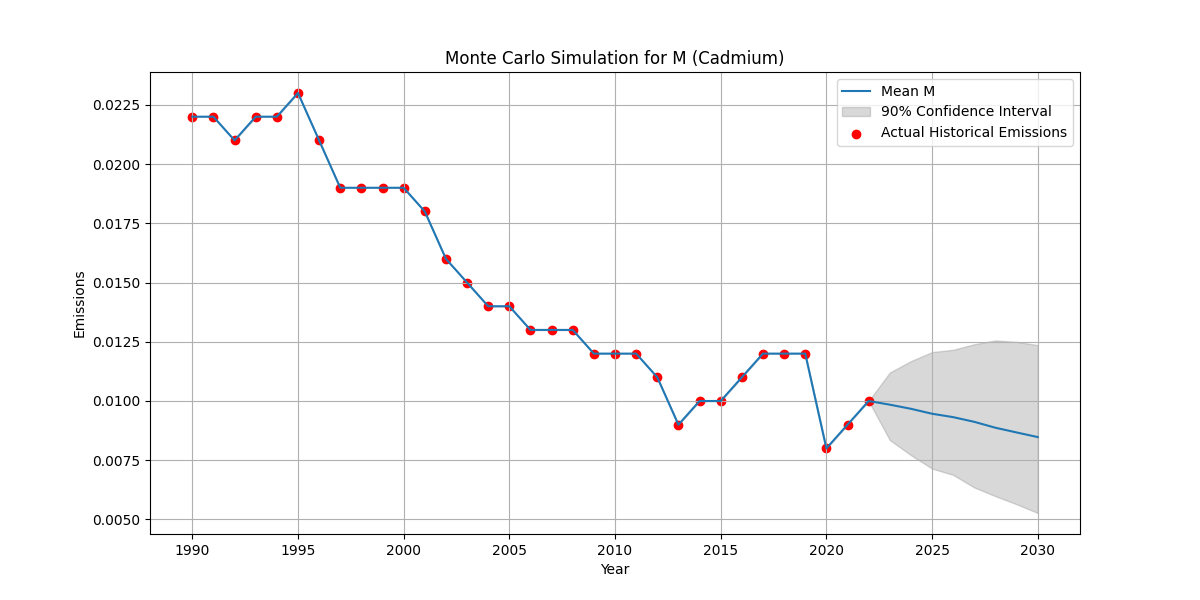 Monte Carlo Simulation for M (Cadmium)
Mean M
90% Confidence Interval
Actual Historical Emissions
Emissions
0.0225
0.0200
0.0175
0.0150
0.0125
0.0100
0.0075
0.0050
1990 1995 2000 2005 2010 2015 2020 2025 2030
Year